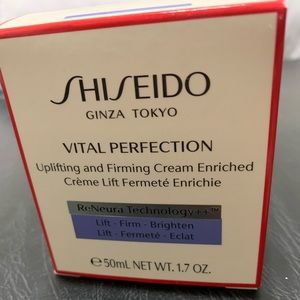 SHISEIDO
GINZA TOKYO
VITAL PERFECTION
Uplifting and Firming Cream Enriched
Crème Lift Fermeté Enrichie
ReNeura Technology++™
Lift - Firm - Brighten
Lift - Fermeté - Eclat
℮50mL NET WT. 1.7 OZ.